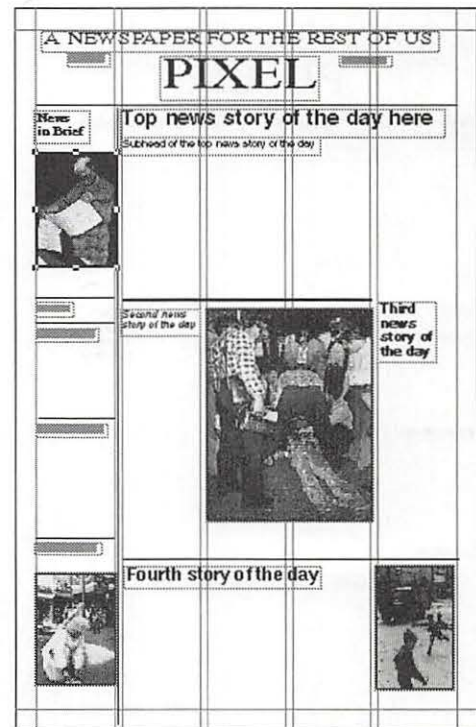 A NEWSPAPER FOR THE REST OF US
PIXEL
News
in Brief
Top news story of the day here
Subhead of the top news story of the day
Second news
story of the day
Third
news
story of
the day
Fourth story of the day